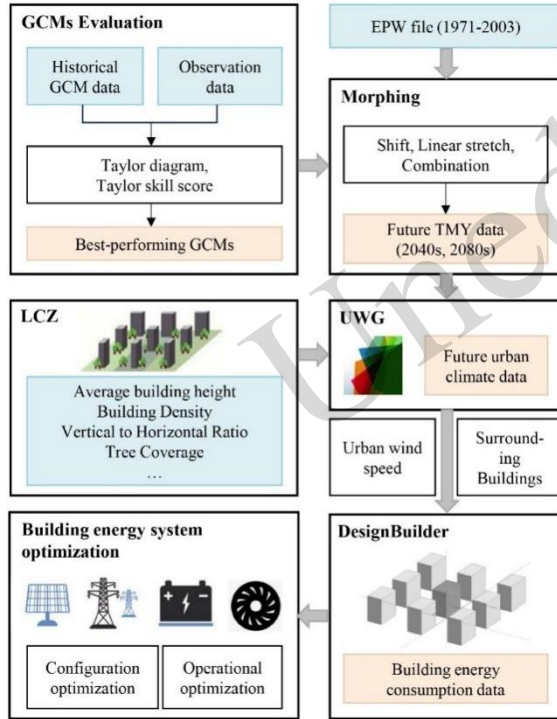 GCMs Evaluation
Historical
GCM data
Observation
data
Taylor diagram,
Taylor skill score
Best-performing GCMs
EPW file (1971-2003)
Morphing
Shift, Linear stretch,
Combination
Future TMY data
(2040s, 2080s)
LCZ
Average building height
Building Density
Vertical to Horizontal Ratio
Tree Coverage
…
UWG
Future urban
climate data
Urban wind
speed
Surround-
ing
Buildings
Building energy system
optimization
Configuration
optimization
Operational
optimization
DesignBuilder
Building energy
consumption data